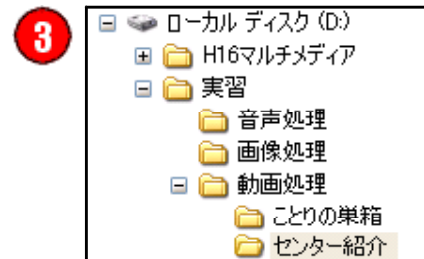 3
ローカル ディスク (D:)
H16マルチメディア
実習
音声処理
画像処理
動画処理
ことりの巣箱
センター紹介